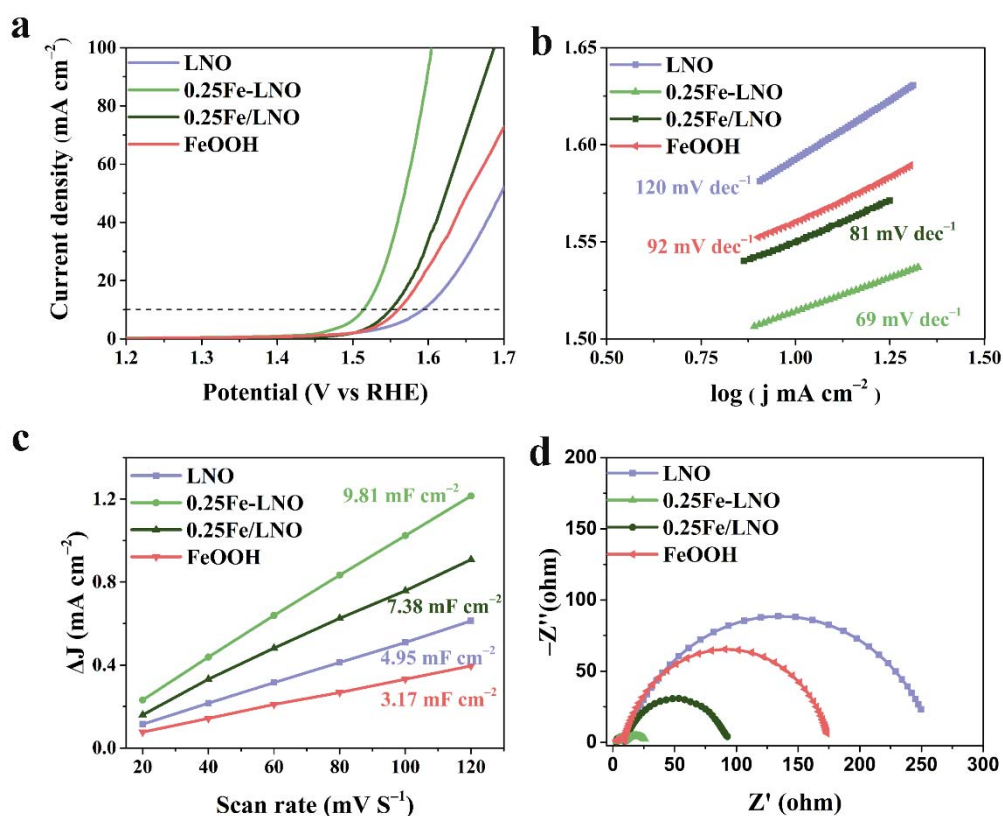 a
Current density (mA cm⁻²)
100
80
60
40
20
0
LNO
0.25Fe-LNO
0.25Fe/LNO
FeOOH
1.2 1.3 1.4 1.5 1.6 1.7
Potential (V vs RHE)
b
1.65
1.60
1.55
1.50
LNO
0.25Fe-LNO
0.25Fe/LNO
FeOOH
120 mV dec⁻¹
92 mV dec⁻¹
81 mV dec⁻¹
69 mV dec⁻¹
0.50 0.75 1.00 1.25 1.50
log ( j mA cm⁻²)
c
ΔJ (mA cm⁻²)
1.2
0.8
0.4
0.0
LNO
0.25Fe-LNO
0.25Fe/LNO
FeOOH
9.81 mF cm⁻²
7.38 mF cm⁻²
4.95 mF cm⁻²
3.17 mF cm⁻²
20 40 60 80 100 120
Scan rate (mV S⁻¹)
d
−Z''(ohm)
200
150
100
50
0
LNO
0.25Fe-LNO
0.25Fe/LNO
FeOOH
0 50 100 150 200 250 300
Z' (ohm)